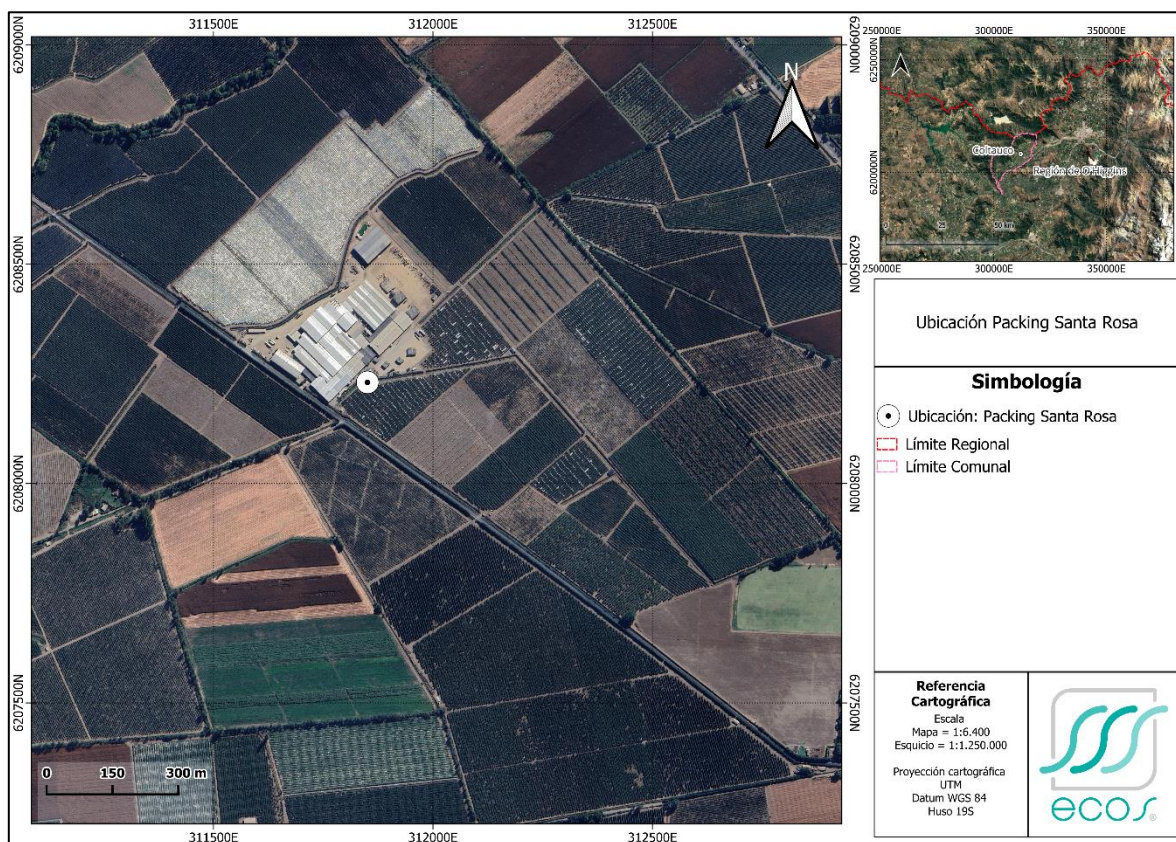 311500E 312000E 312500E
6209000N 6209000N
6208500N 6208500N
6208000N 6208000N
6207500N 6207500N
N
0 150 300 m
311500E 312000E 312500E
250000E 300000E 350000E
6250000N 6250000N
6200000N 6200000N
Coltauco
Región de O'Higgins
0 25 50 km
250000E 300000E 350000E
Ubicación Packing Santa Rosa
Simbología
Ubicación: Packing Santa Rosa
Límite Regional
Límite Comunal
Referencia
Cartográfica
Escala
Mapa = 1:6.400
Esquicio = 1:1.250.000
Proyección cartográfica
UTM
Datum WGS 84
Huso 19S
ecos®